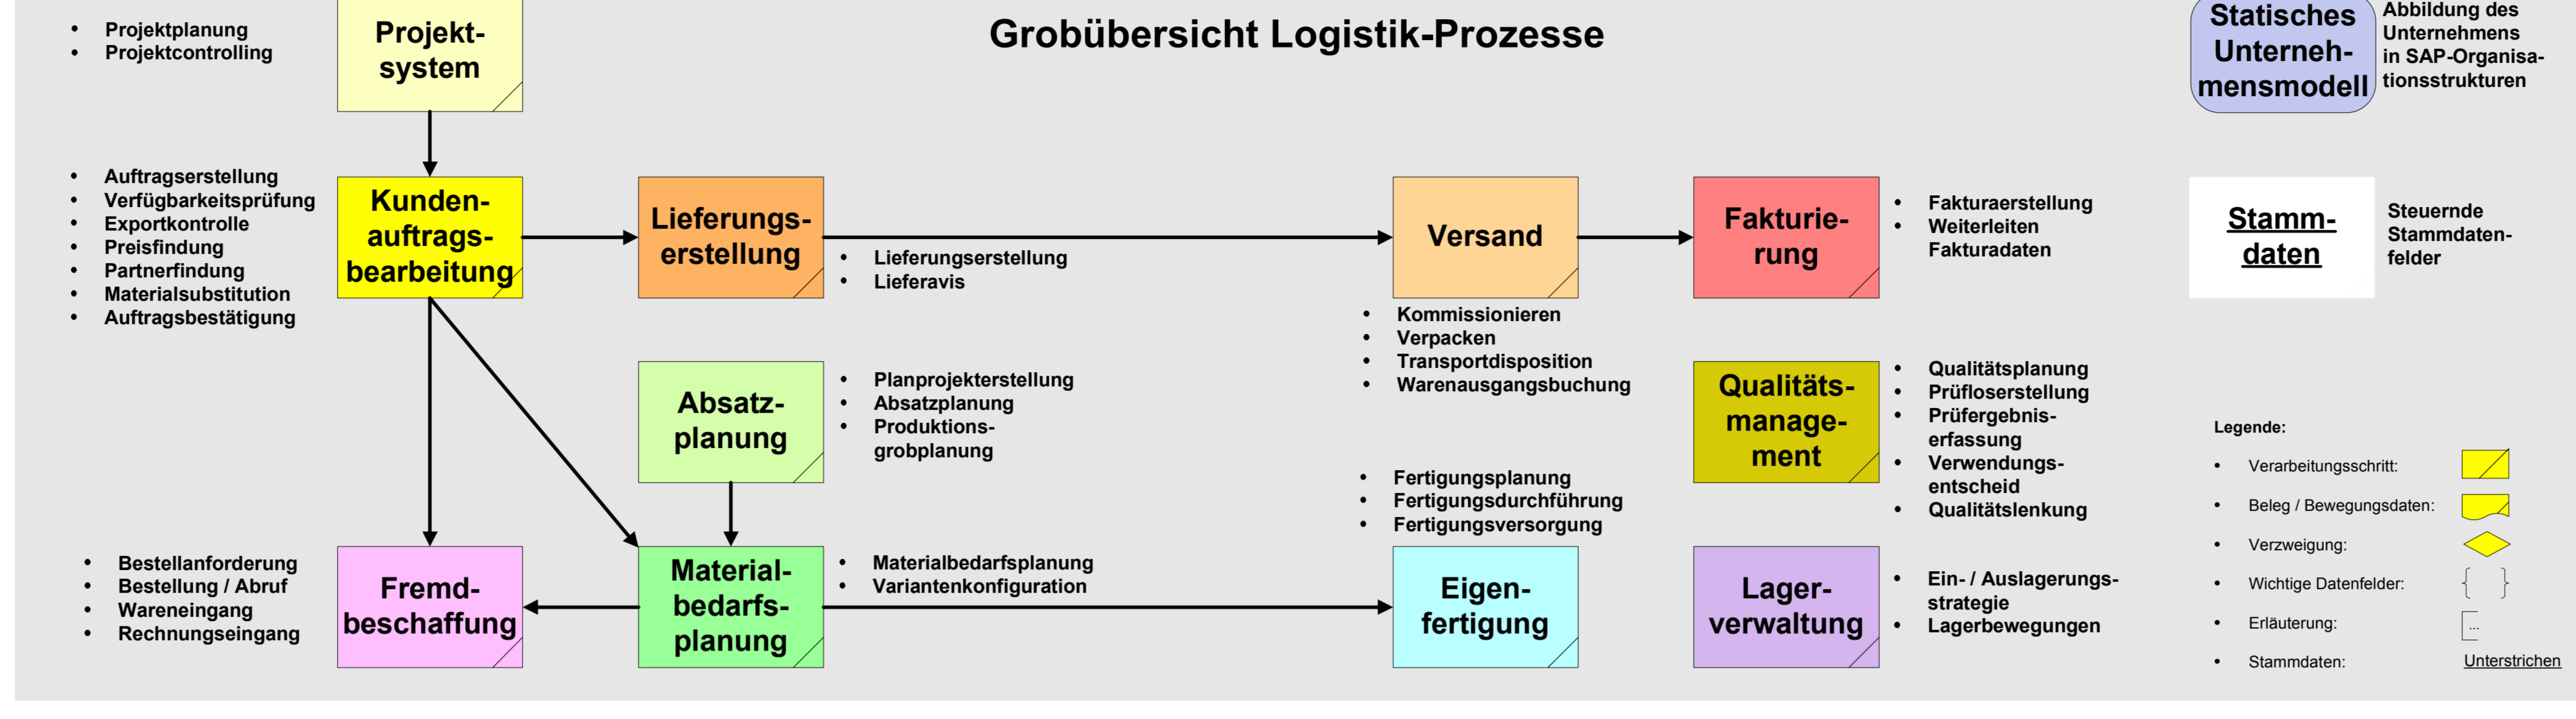 Grobübersicht Logistik-Prozesse
• Projektplanung
• Projektcontrolling
Projekt-
system
Statisches
Unterneh-
mensmodell
Abbildung des
Unternehmens
in SAP-Organisa-
tionsstrukturen
• Auftragserstellung
• Verfügbarkeitsprüfung
• Exportkontrolle
• Preisfindung
• Partnerfindung
• Materialsubstitution
• Auftragsbestätigung
Kunden-
auftrags-
bearbeitung
Lieferungs-
erstellung
• Lieferungserstellung
• Lieferavis
Versand
• Kommissionieren
• Verpacken
• Transportdisposition
• Warenausgangsbuchung
Fakturie-
rung
• Fakturaerstellung
• Weiterleiten
Fakturadaten
Stamm-
daten
Steuernde
Stammdaten-
felder
Absatz-
planung
• Planprojekterstellung
• Absatzplanung
• Produktions-
grobplanung
Qualitäts-
manage-
ment
• Qualitätsplanung
• Prüfloserstellung
• Prüfergebnis-
erfassung
• Verwendungs-
entscheid
• Qualitätslenkung
• Bestellanforderung
• Bestellung / Abruf
• Wareneingang
• Rechnungseingang
Fremd-
beschaffung
Material-
bedarfs-
planung
• Materialbedarfsplanung
• Variantenkonfiguration
• Fertigungsplanung
• Fertigungsdurchführung
• Fertigungsversorgung
Eigen-
fertigung
Lager-
verwaltung
• Ein- / Auslagerungs-
strategie
• Lagerbewegungen
Legende:
• Verarbeitungsschritt:
• Beleg / Bewegungsdaten:
• Verzweigung:
• Wichtige Datenfelder:
• Erläuterung: ...
• Stammdaten: Unterstrichen